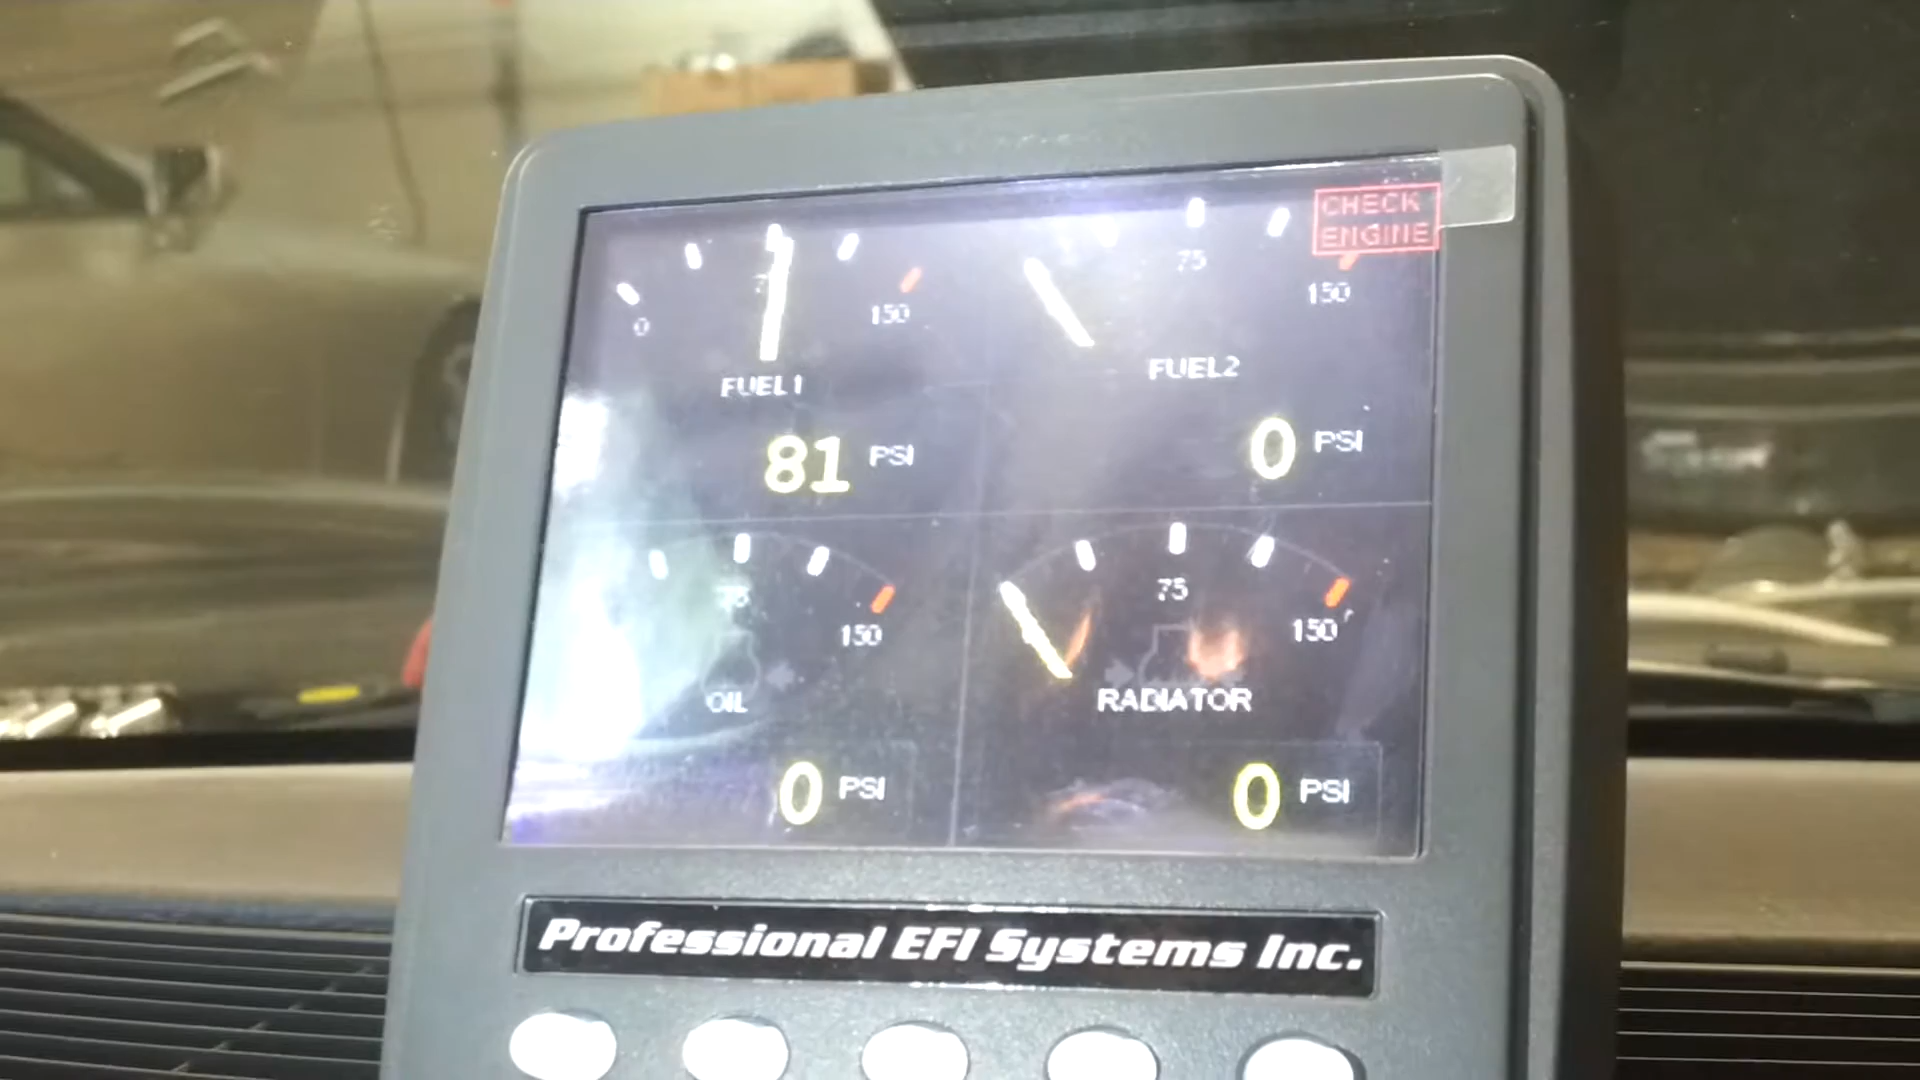 CHECK
ENGINE
0
150
75
150
FUEL1
FUEL2
81 PSI
0 PSI
75
150
75
150
OIL
RADIATOR
0 PSI
0 PSI
Professional EFI Systems Inc.